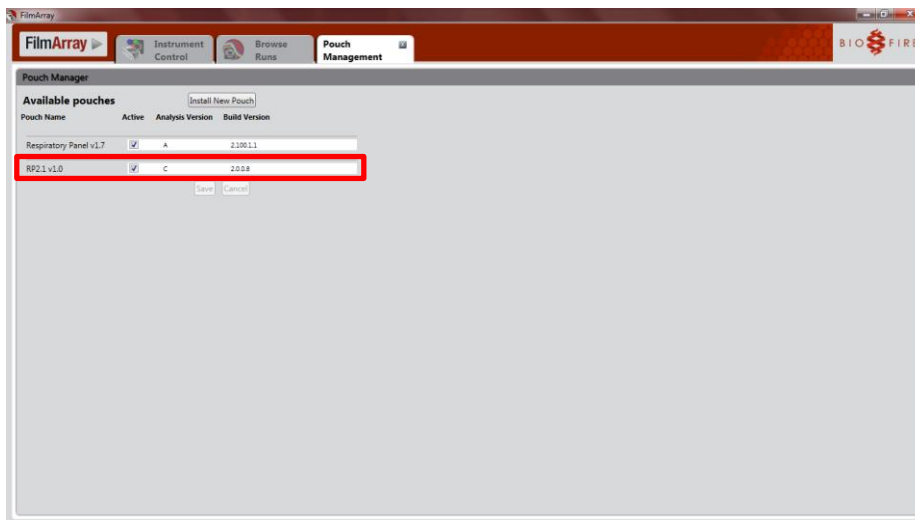 FilmArray
FilmArray
Instrument Control
Browse Runs
Pouch Management
BIOFIRE
Pouch Manager
Available pouches
Install New Pouch
Pouch Name Active Analysis Version Build Version
Respiratory Panel v1.7 A 2.100.1.1
RP2.1 v1.0 C 2.0.0.8
Save Cancel